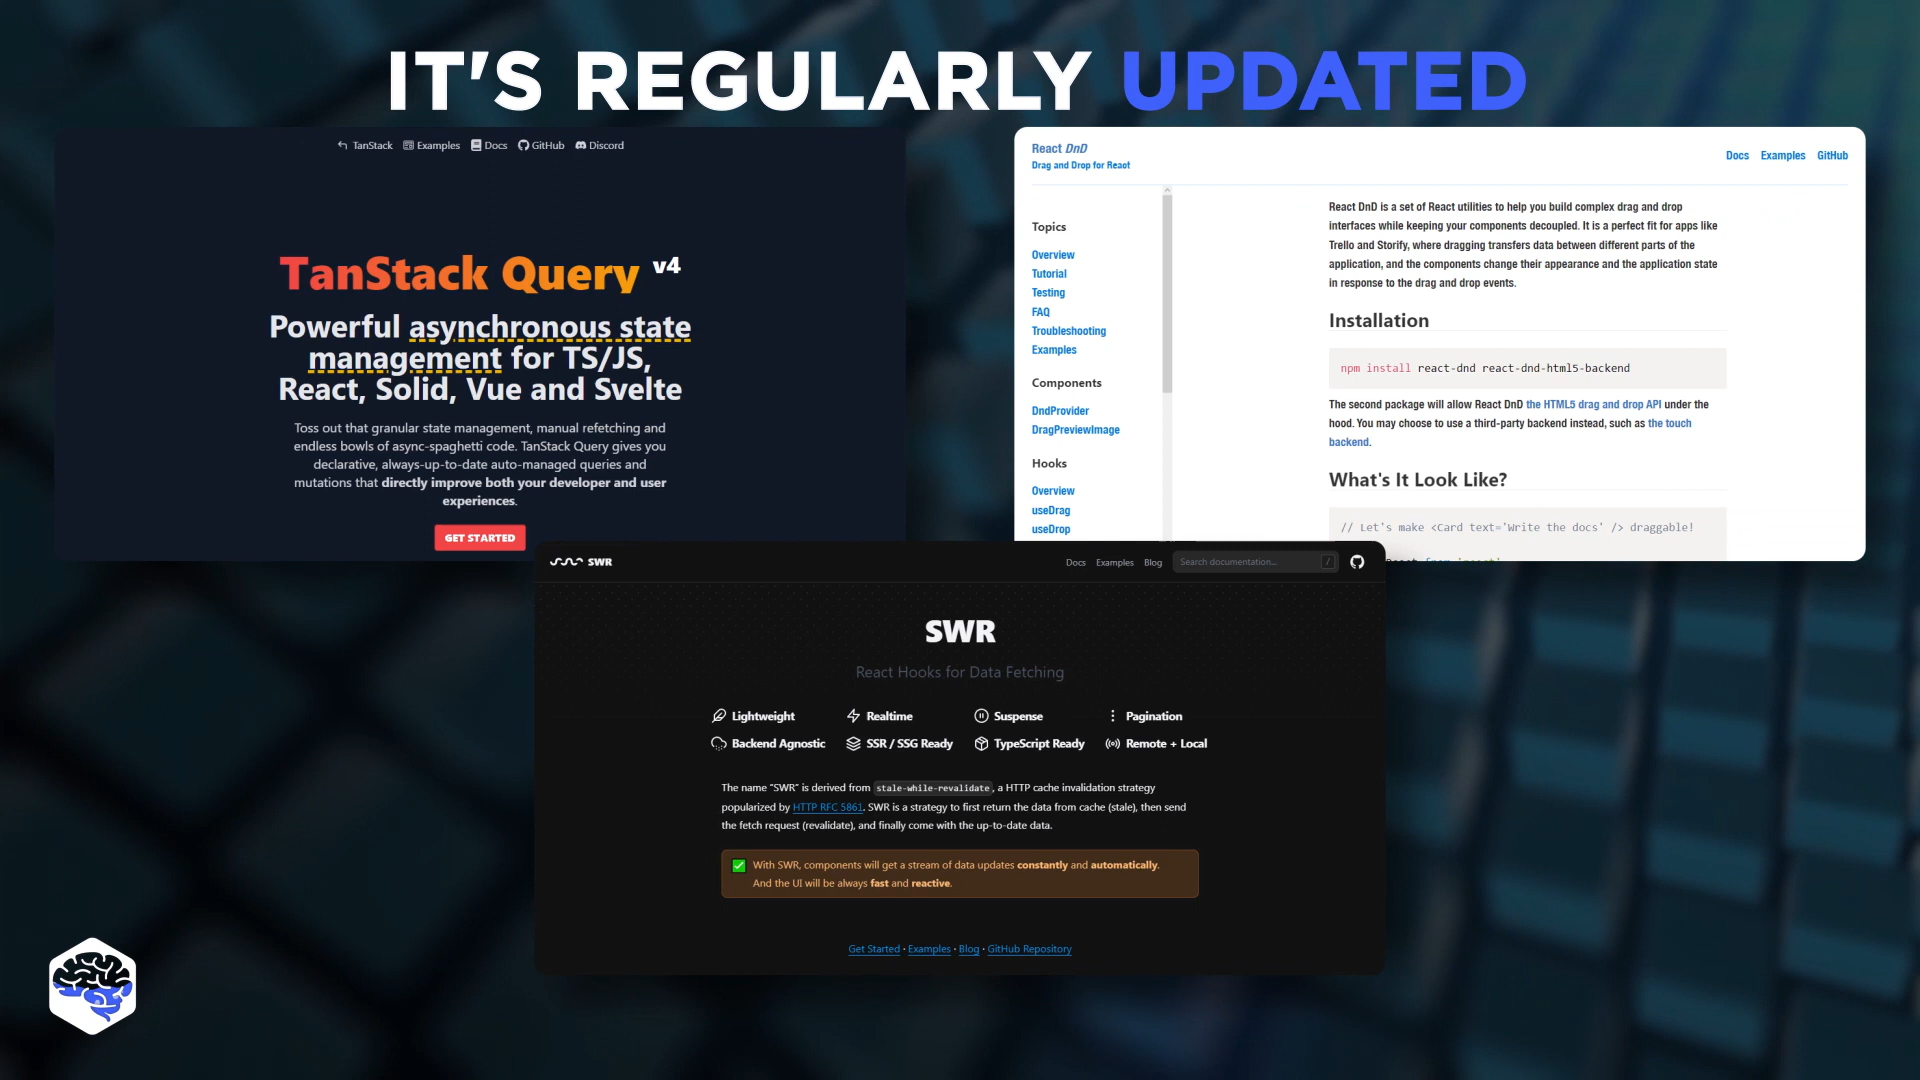 IT'S REGULARLY UPDATED
TanStack Examples Docs GitHub Discord
TanStack Query v4
Powerful asynchronous state
management for TS/JS,
React, Solid, Vue and Svelte
Toss out that granular state management, manual refetching and
endless bowls of async-spaghetti code. TanStack Query gives you
declarative, always-up-to-date auto-managed queries and
mutations that directly improve both your developer and user
experiences.
GET STARTED
React DnD
Drag and Drop for React
Docs Examples GitHub
Topics
Overview
Tutorial
Testing
FAQ
Troubleshooting
Examples
Components
DndProvider
DragPreviewImage
Hooks
Overview
useDrag
useDrop
React DnD is a set of React utilities to help you build complex drag and drop
interfaces while keeping your components decoupled. It is a perfect fit for apps like
Trello and Storify, where dragging transfers data between different parts of the
application, and the components change their appearance and the application state
in response to the drag and drop events.
Installation
npm install react-dnd react-dnd-html5-backend
The second package will allow React DnD the HTML5 drag and drop API under the
hood. You may choose to use a third-party backend instead, such as the touch
backend.
What's It Look Like?
// Let's make <Card text='Write the docs' /> draggable!
SWR
Docs Examples Blog Search documentation... /
SWR
React Hooks for Data Fetching
Lightweight Realtime Suspense Pagination
Backend Agnostic SSR / SSG Ready TypeScript Ready Remote + Local
The name “SWR” is derived from stale-while-revalidate, a HTTP cache invalidation strategy
popularized by HTTP RFC 5861. SWR is a strategy to first return the data from cache (stale), then send
the fetch request (revalidate), and finally come with the up-to-date data.
With SWR, components will get a stream of data updates constantly and automatically.
And the UI will be always fast and reactive.
Get Started · Examples · Blog · GitHub Repository